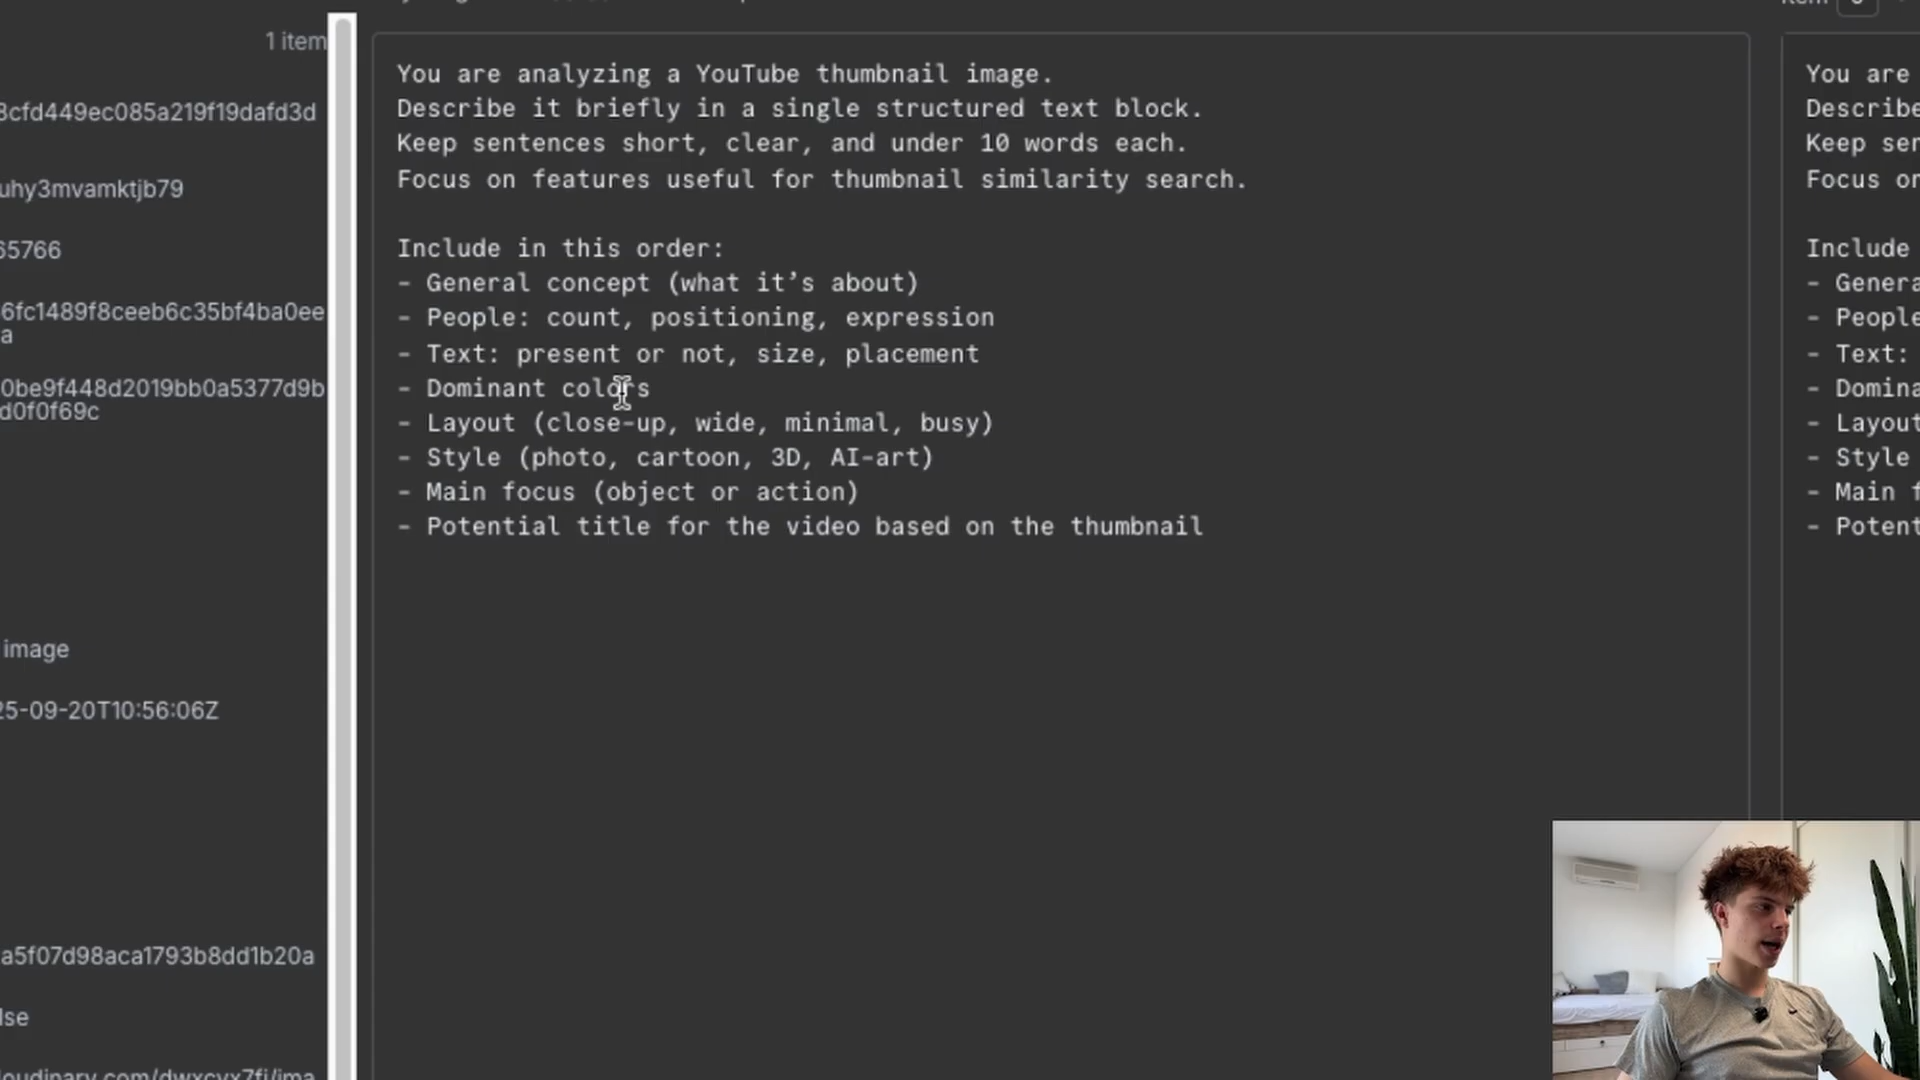 1 item
8cfd449ec085a219f19dafd3d
uhy3mvamktjb79
65766
6fc1489f8ceeb6c35bf4ba0ee
a
0be9f448d2019bb0a5377d9b
d0f0f69c
image
25-09-20T10:56:06Z
a5f07d98aca1793b8dd1b20a
lse
loudinary.com/dwxcyx7fi/ima
You are analyzing a YouTube thumbnail image.
Describe it briefly in a single structured text block.
Keep sentences short, clear, and under 10 words each.
Focus on features useful for thumbnail similarity search.
Include in this order:
- General concept (what it’s about)
- People: count, positioning, expression
- Text: present or not, size, placement
- Dominant colors
- Layout (close-up, wide, minimal, busy)
- Style (photo, cartoon, 3D, AI-art)
- Main focus (object or action)
- Potential title for the video based on the thumbnail
You are
Describe
Keep sen
Focus on
Include
- Genera
- People
- Text:
- Domina
- Layout
- Style
- Main f
- Potent